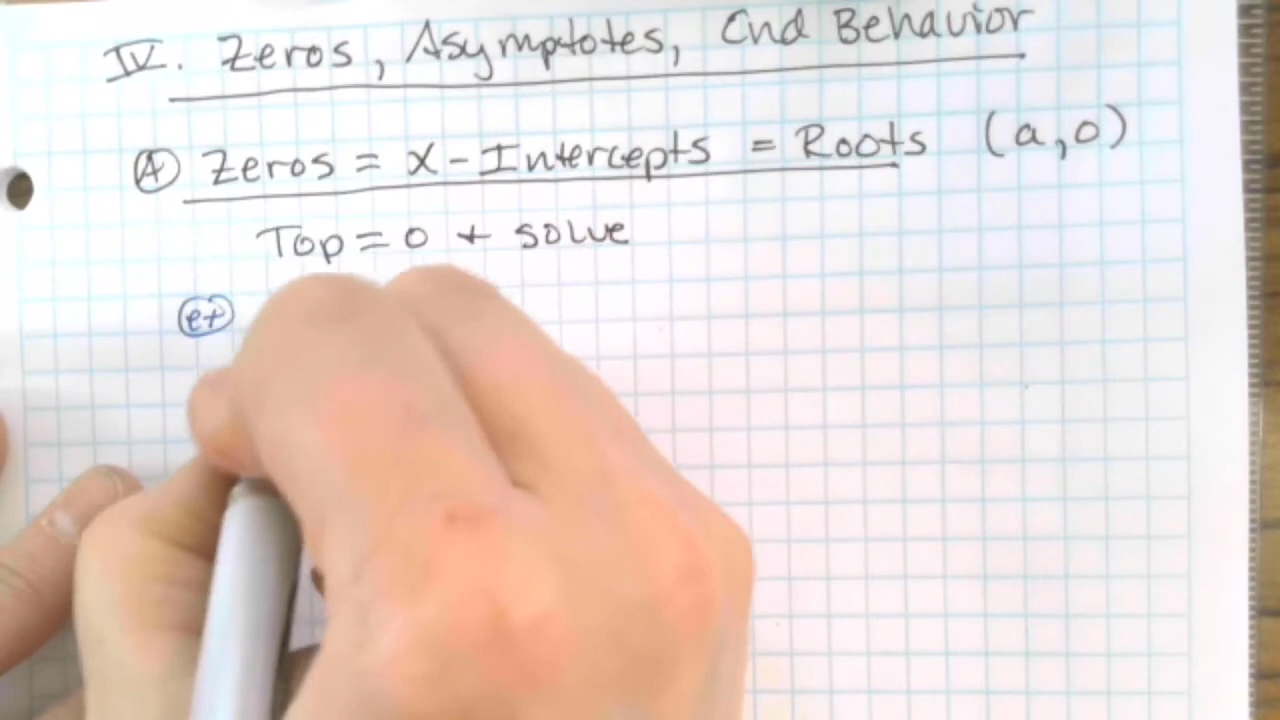 IV. Zeros, Asymptotes, End Behavior
A Zeros = x-Intercepts = Roots (a,0)
Top = 0 + solve
ex